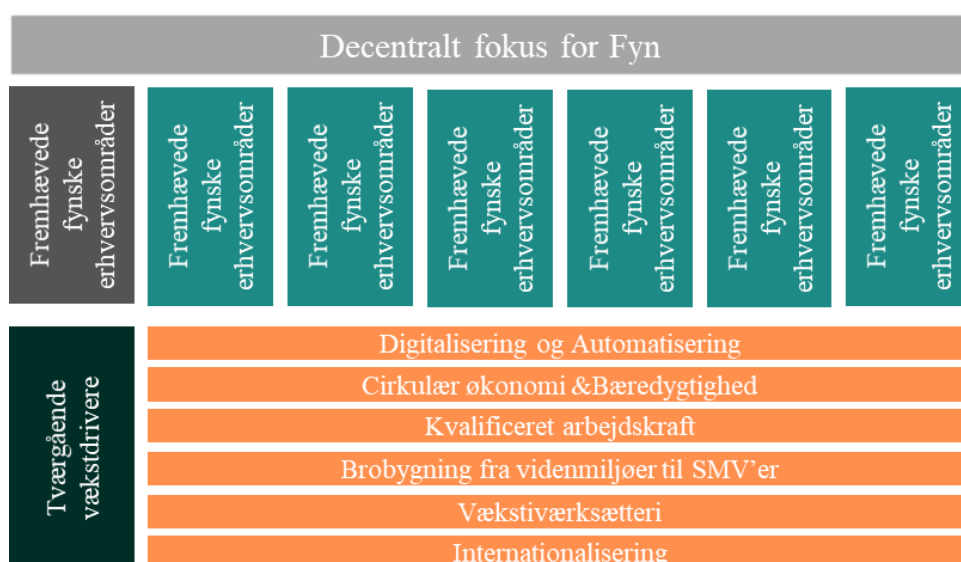 Decentralt fokus for Fyn
Fremhævede
fynske
erhvervsområder
Fremhævede
fynske
erhvervsområder
Fremhævede
fynske
erhvervsområder
Fremhævede
fynske
erhvervsområder
Fremhævede
fynske
erhvervsområder
Fremhævede
fynske
erhvervsområder
Fremhævede
fynske
erhvervsområder
Tværgående
vækstdrivere
Digitalisering og Automatisering
Cirkulær økonomi &Bæredygtighed
Kvalificeret arbejdskraft
Brobygning fra videnmiljøer til SMV’er
Vækstiværksætteri
Internationalisering